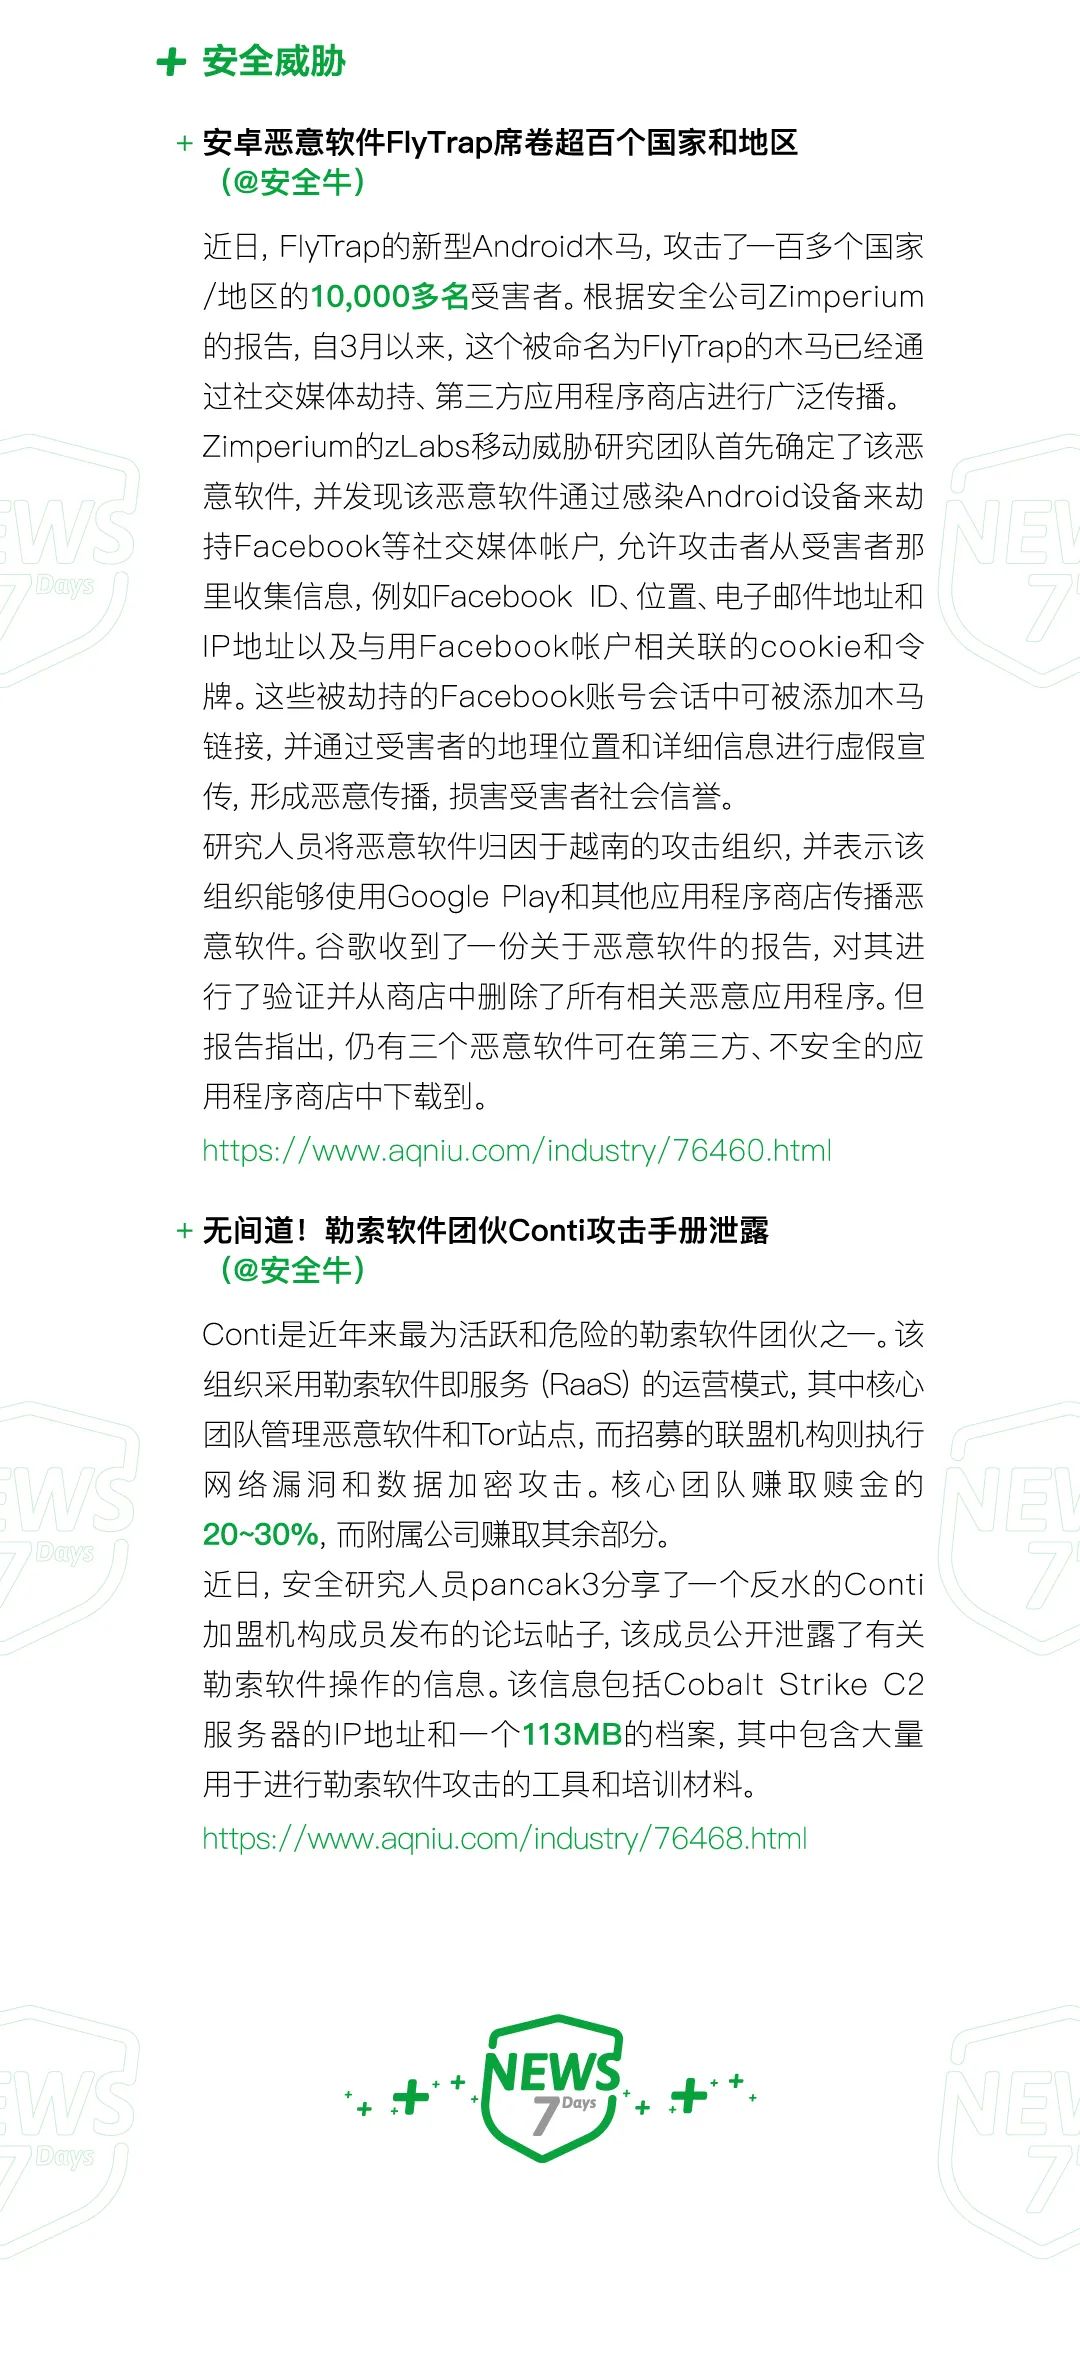 安全威胁
安卓恶意软件FlyTrap席卷超百个国家和地区
（@安全牛）
近日, FlyTrap的新型Android木马, 攻击了一百多个国家
/地区的10,000多名受害者。根据安全公司Zimperium
的报告, 自3月以来, 这个被命名为FlyTrap的木马已经通
过社交媒体劫持、第三方应用程序商店进行广泛传播。
Zimperium的zLabs移动威胁研究团队首先确定了该恶
意软件, 并发现该恶意软件通过感染Android设备来劫
持Facebook等社交媒体帐户, 允许攻击者从受害者那
里收集信息, 例如Facebook ID、位置、电子邮件地址和
IP地址以及与用Facebook帐户相关联的cookie和令
牌。这些被劫持的Facebook账号会话中可被添加木马
链接, 并通过受害者的地理位置和详细信息进行虚假宣
传, 形成恶意传播, 损害受害者社会信誉。
研究人员将恶意软件归因于越南的攻击组织, 并表示该
组织能够使用Google Play和其他应用程序商店传播恶
意软件。谷歌收到了一份关于恶意软件的报告, 对其进
行了验证并从商店中删除了所有相关恶意应用程序。但
报告指出, 仍有三个恶意软件可在第三方、不安全的应
用程序商店中下载到。
https://www.aqniu.com/industry/76460.html
无间道！勒索软件团伙Conti攻击手册泄露
（@安全牛）
Conti是近年来最为活跃和危险的勒索软件团伙之一。该
组织采用勒索软件即服务 (RaaS) 的运营模式, 其中核心
团队管理恶意软件和Tor站点, 而招募的联盟机构则执行
网络漏洞和数据加密攻击。核心团队赚取赎金的
20~30%, 而附属公司赚取其余部分。
近日, 安全研究人员pancak3分享了一个反水的Conti
加盟机构成员发布的论坛帖子, 该成员公开泄露了有关
勒索软件操作的信息。该信息包括Cobalt Strike C2
服务器的IP地址和一个113MB的档案, 其中包含大量
用于进行勒索软件攻击的工具和培训材料。
https://www.aqniu.com/industry/76468.html
NEWS
7 Days